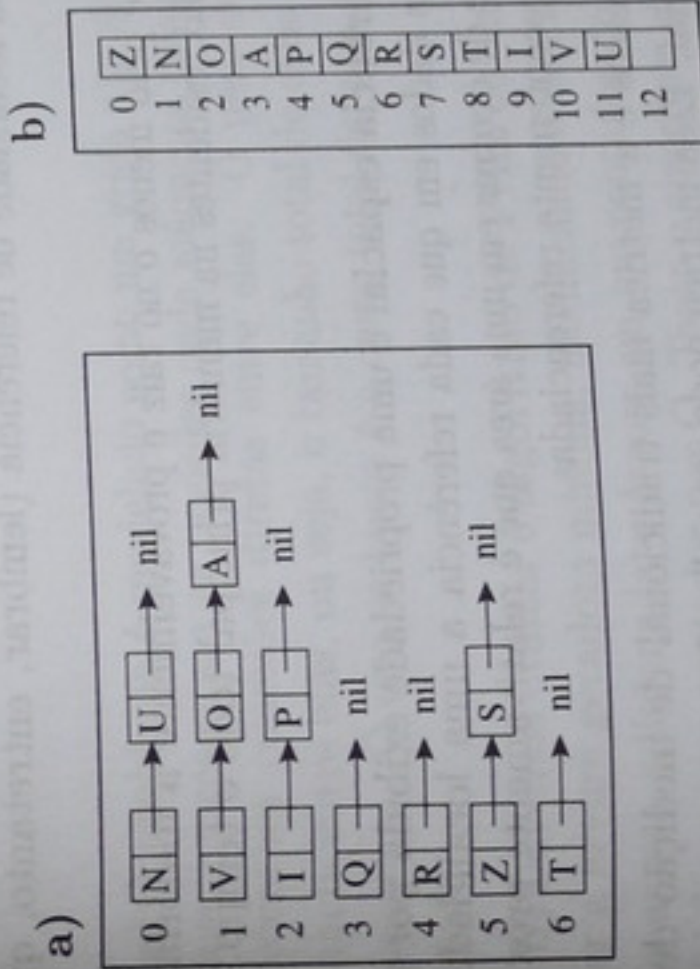 a)
0 N U nil
1 V O A nil
2 I P nil
3 Q nil
4 R nil
5 Z S nil
6 T nil
b)
0 Z
1 N
2 O
3 A
4 P
5 Q
6 R
7 S
8 T
9 I
10 V
11 U
12